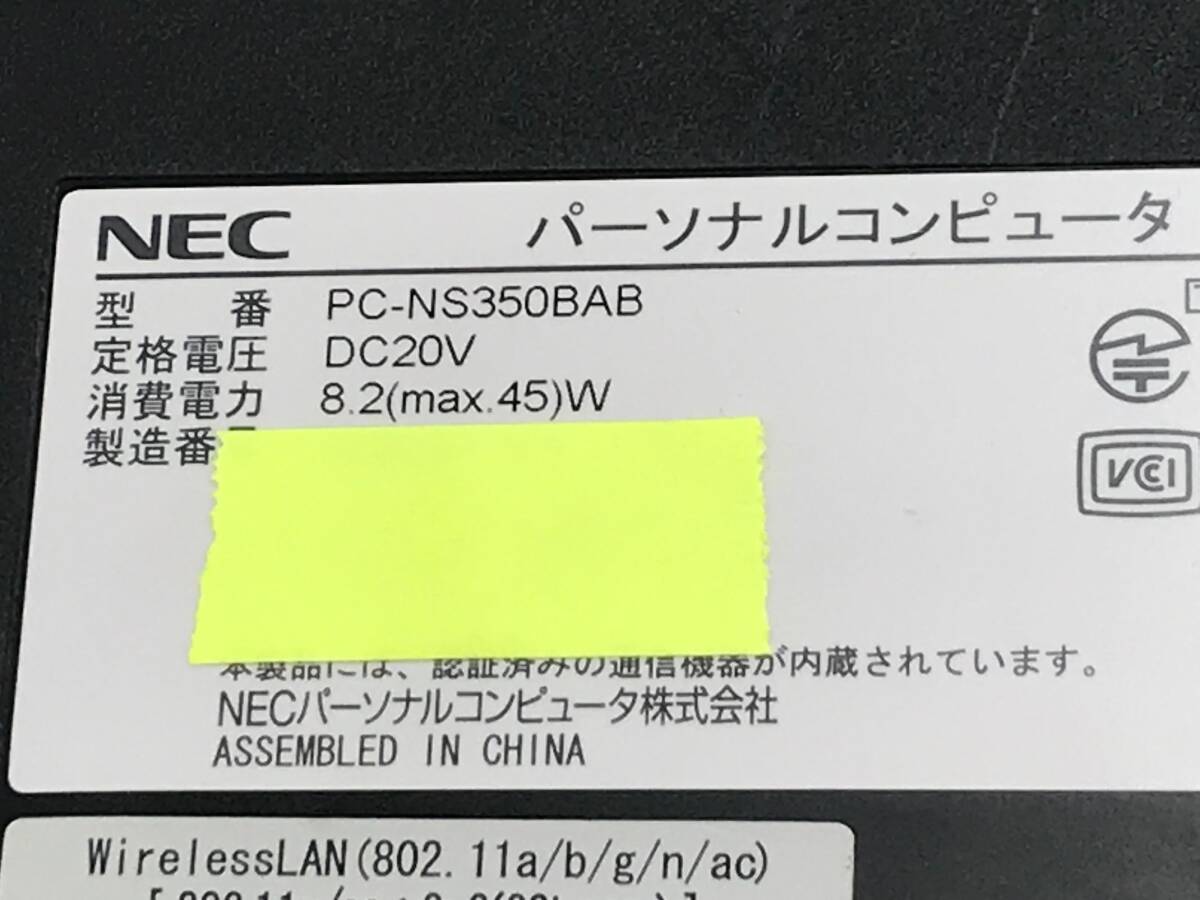 NEC パーソナルコンピュータ
型番 PC-NS350BAB
定格電圧 DC20V
消費電力 8.2(max.45)W
製造番
VCCI
本製品には、認証済みの通信機器が内蔵されています。
NECパーソナルコンピュータ株式会社
ASSEMBLED IN CHINA
WirelessLAN(802.11a/b/g/n/ac)